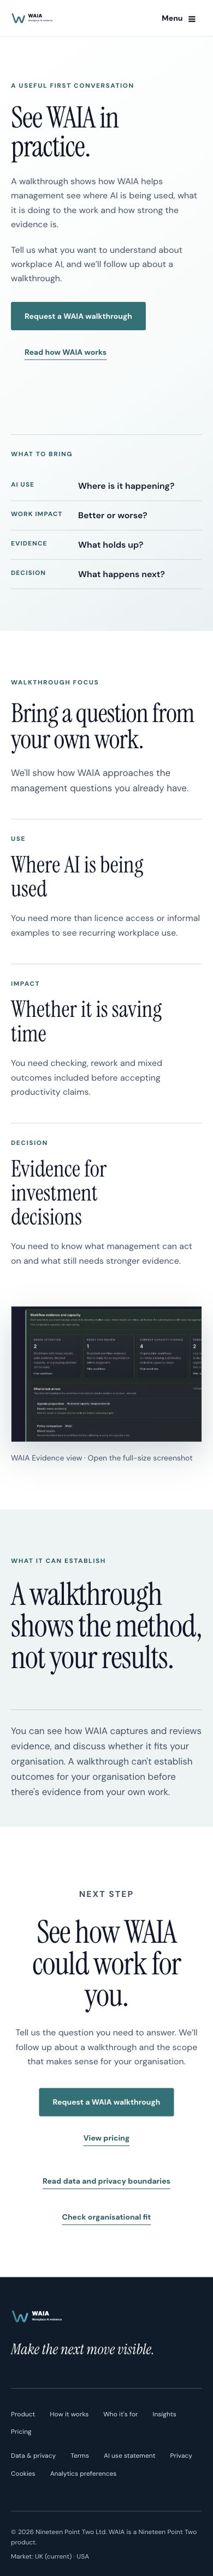 WAIA
Menu
A USEFUL FIRST CONVERSATION
See WAIA in
practice.
A walkthrough shows how WAIA helps
management see where AI is being used, what
it is doing to the work and how strong the
evidence is.
Tell us what you want to understand about
workplace AI, and we'll follow up about a
walkthrough.
Request a WAIA walkthrough
Read how WAIA works
WHAT TO BRING
AI USE Where is it happening?
WORK IMPACT Better or worse?
EVIDENCE What holds up?
DECISION What happens next?
WALKTHROUGH FOCUS
Bring a question from
your own work.
We'll show how WAIA approaches the
management questions you already have.
USE
Where AI is being
used
You need more than licence access or informal
examples to see recurring workplace use.
IMPACT
Whether it is saving
time
You need checking, rework and mixed
outcomes included before accepting
productivity claims.
DECISION
Evidence for
investment
decisions
You need to know what management can act
on and what still needs stronger evidence.
Workflow evidence and capacity
WAIA Evidence view · Open the full-size screenshot
WHAT IT CAN ESTABLISH
A walkthrough
shows the method,
not your results.
You can see how WAIA captures and reviews
evidence, and discuss whether it fits your
organisation. A walkthrough can't establish
outcomes for your organisation before
there's evidence from your own work.
NEXT STEP
See how WAIA
could work for
you.
Tell us the question you need to answer. We'll
follow up about a walkthrough and the scope
that makes sense for your organisation.
Request a WAIA walkthrough
View pricing
Read data and privacy boundaries
Check organisational fit
WAIA
Workplace AI evidence
Make the next move visible.
Product How it works Who it's for Insights
Pricing
Data & privacy Terms AI use statement Privacy
Cookies Analytics preferences
© 2026 Nineteen Point Two Ltd. WAIA is a Nineteen Point Two
product.
Market: UK (current) · USA